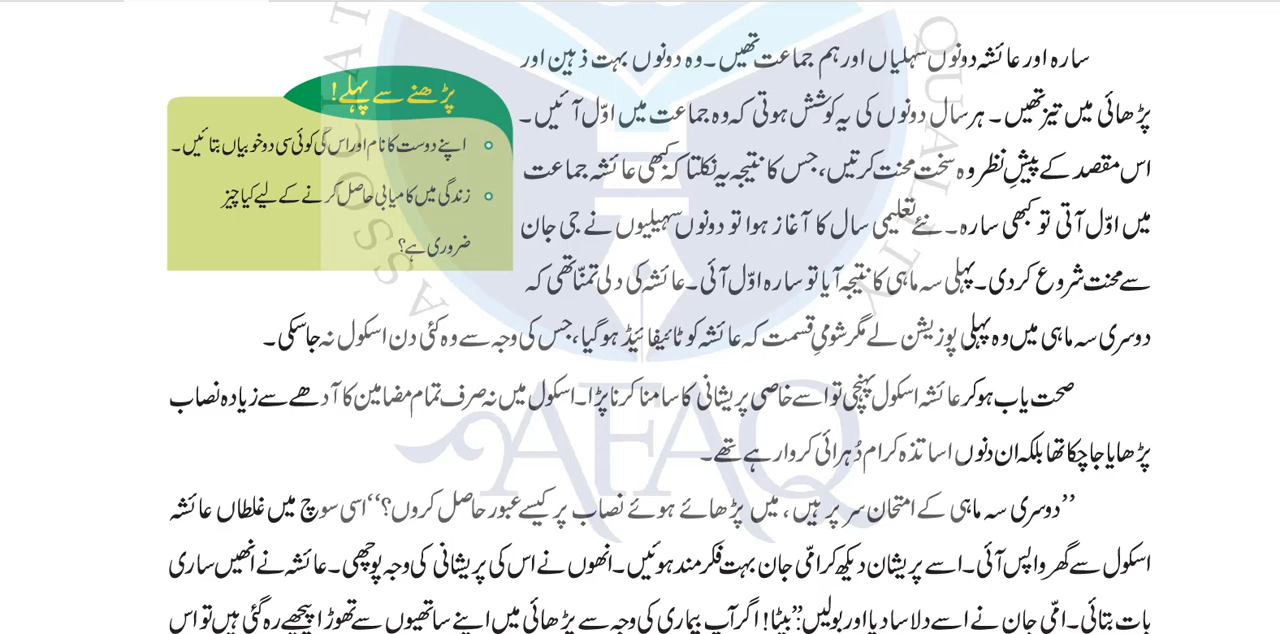 سارہ اور عائشہ دونوں سہلیاں اور ہم جماعت تھیں۔ وہ دونوں بہت ذہین اور
پڑھائی میں تیز تھیں۔ ہر سال دونوں کی یہ کوشش ہوتی کہ وہ جماعت میں اوّل آئیں۔
اس مقصد کے پیشِ نظر وہ سخت محنت کرتیں، جس کا نتیجہ یہ نکلتا کہ کبھی عائشہ جماعت
میں اوّل آتی تو کبھی سارہ۔ نئے تعلیمی سال کا آغاز ہوا تو دونوں سہیلیوں نے جی جان
سے محنت شروع کر دی۔ پہلی سہ ماہی کا نتیجہ آیا تو سارہ اوّل آئی۔ عائشہ کی دلی تمنّا تھی کہ
دوسری سہ ماہی میں وہ پہلی پوزیشن لے مگر شومیِ قسمت کہ عائشہ کو ٹائیفائیڈ ہو گیا، جس کی وجہ سے وہ کئی دن اسکول نہ جا سکی۔
پڑھنے سے پہلے!
اپنے دوست کا نام اور اس کی کوئی سی دو خوبیاں بتائیں۔
زندگی میں کامیابی حاصل کرنے کے لیے کیا چیز
ضروری ہے؟
صحت یاب ہو کر عائشہ اسکول پہنچی تو اسے خاصی پریشانی کا سامنا کرنا پڑا۔ اسکول میں نہ صرف تمام مضامین کا آدھے سے زیادہ نصاب
پڑھایا جا چکا تھا بلکہ ان دنوں اساتذہ کرام دُہرائی کروا رہے تھے۔
”دوسری سہ ماہی کے امتحان سر پر ہیں، میں پڑھائے ہوئے نصاب پر کیسے عبور حاصل کروں؟“ اسی سوچ میں غلطاں عائشہ
اسکول سے گھر واپس آئی۔ اسے پریشان دیکھ کر امّی جان بہت فکر مند ہوئیں۔ انھوں نے اس کی پریشانی کی وجہ پوچھی۔ عائشہ نے انھیں ساری
بات بتائی۔ امّی جان نے اسے دلاسا دیا اور بولیں: ”بیٹا! اگر آپ بیماری کی وجہ سے پڑھائی میں اپنے ساتھیوں سے تھوڑا پیچھے رہ گئی ہیں تو اس
AFAQ
QUALITY
ASSOCIAT